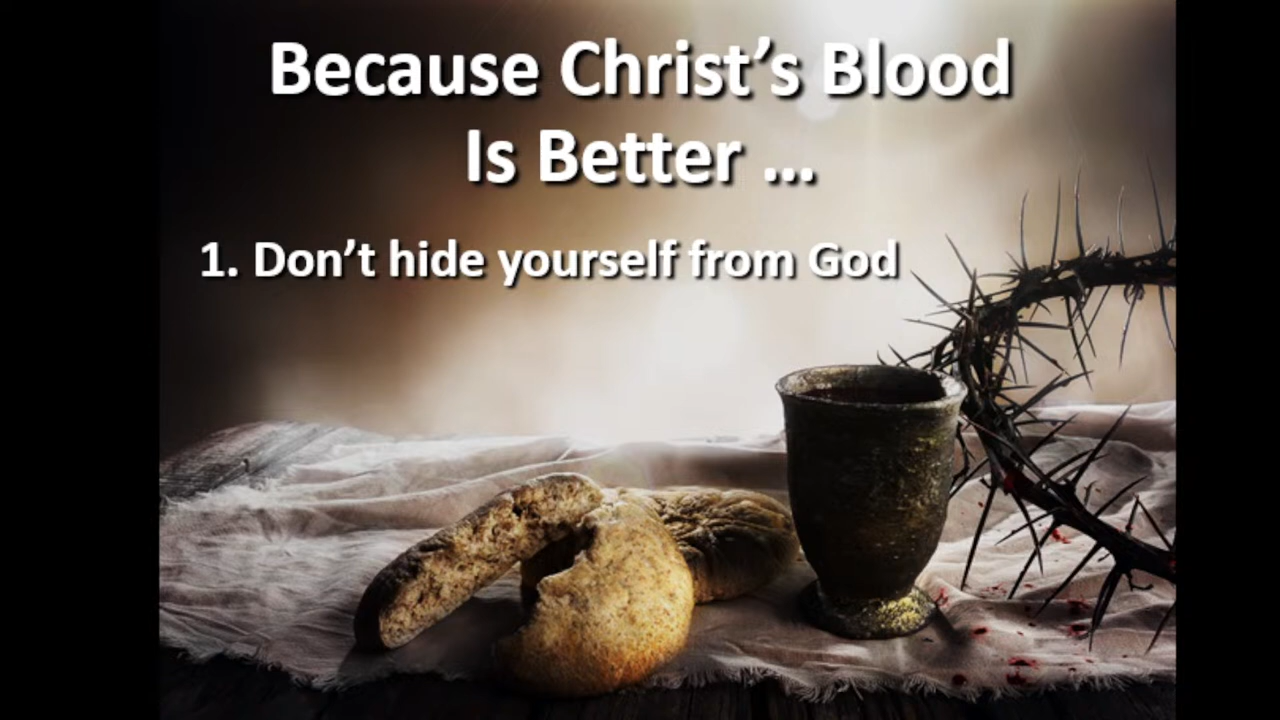 Because Christ’s Blood
Is Better ...
1. Don’t hide yourself from God